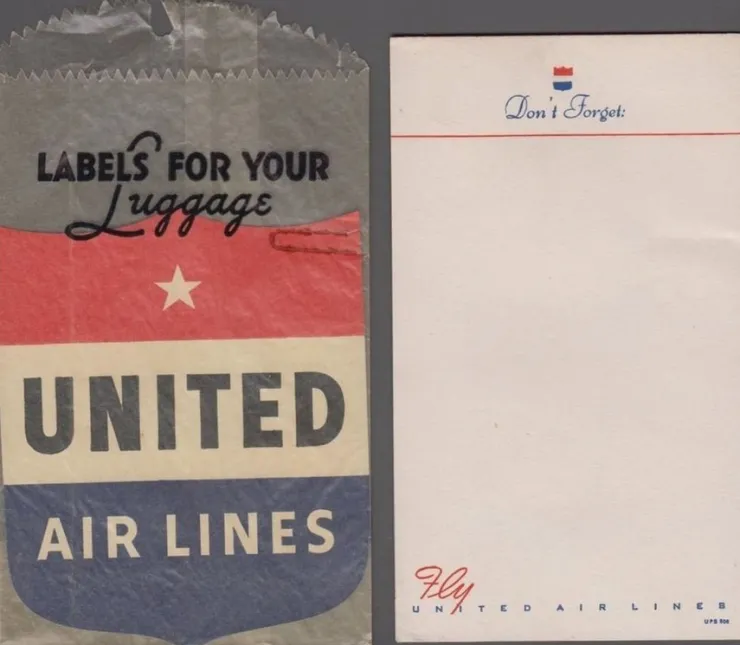 LABELS FOR YOUR
Luggage
UNITED
AIR LINES
Don't Forget:
Fly
UNITED AIR LINES